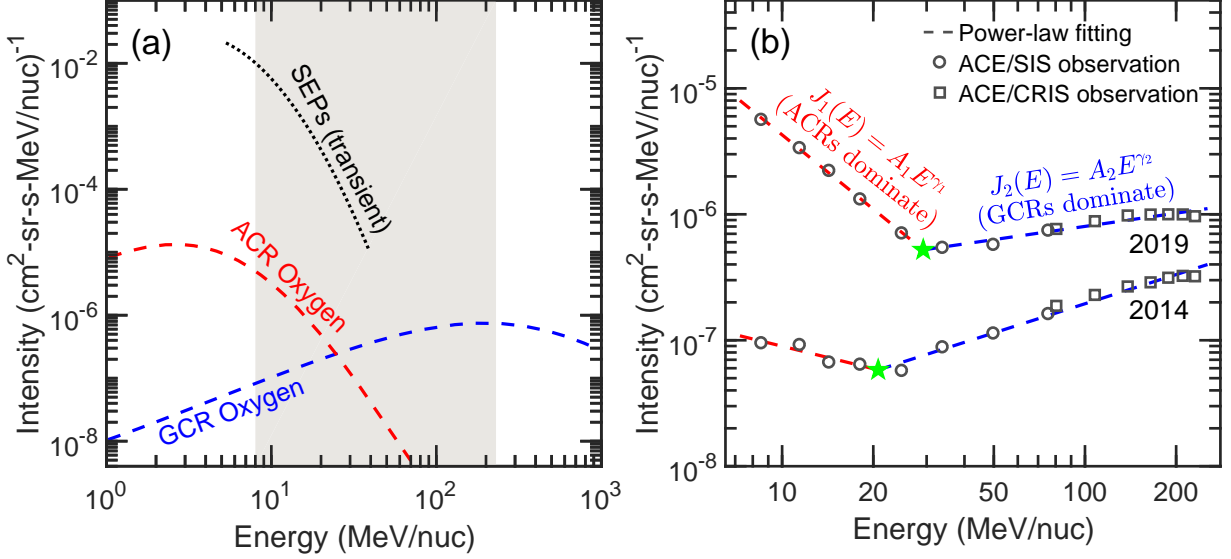 (a)
SEPs (transient)
ACR Oxygen
GCR Oxygen
Intensity (cm²-sr-s-MeV/nuc)⁻¹
10⁻²
10⁻⁴
10⁻⁶
10⁻⁸
10⁰
10¹
10²
10³
Energy (MeV/nuc)
(b)
Power-law fitting
ACE/SIS observation
ACE/CRIS observation
J₁(E) = A₁E^γ₁
(ACRs dominate)
J₂(E) = A₂E^γ₂
(GCRs dominate)
2019
2014
Intensity (cm²-sr-s-MeV/nuc)⁻¹
10⁻⁵
10⁻⁶
10⁻⁷
10⁻⁸
10
20
50
100
200
Energy (MeV/nuc)